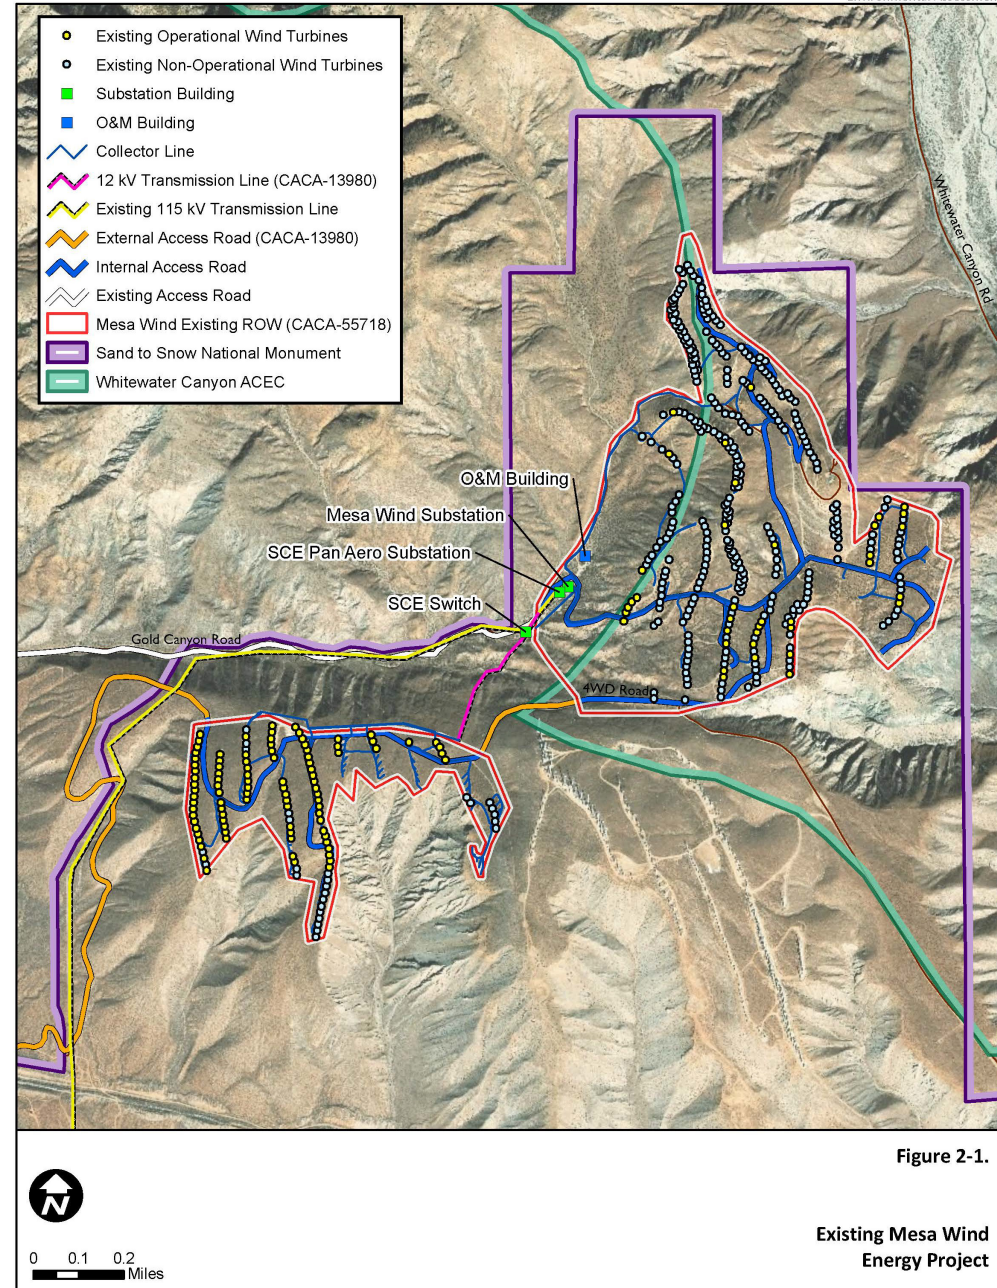 Existing Operational Wind Turbines
Existing Non-Operational Wind Turbines
Substation Building
O&M Building
Collector Line
12 kV Transmission Line (CACA-13980)
Existing 115 kV Transmission Line
External Access Road (CACA-13980)
Internal Access Road
Existing Access Road
Mesa Wind Existing ROW (CACA-55718)
Sand to Snow National Monument
Whitewater Canyon ACEC
Whitewater Canyon Rd
O&M Building
Mesa Wind Substation
SCE Pan Aero Substation
SCE Switch
Gold Canyon Road
4WD Road
Figure 2-1.
N
Existing Mesa Wind
Energy Project
0 0.1 0.2
Miles